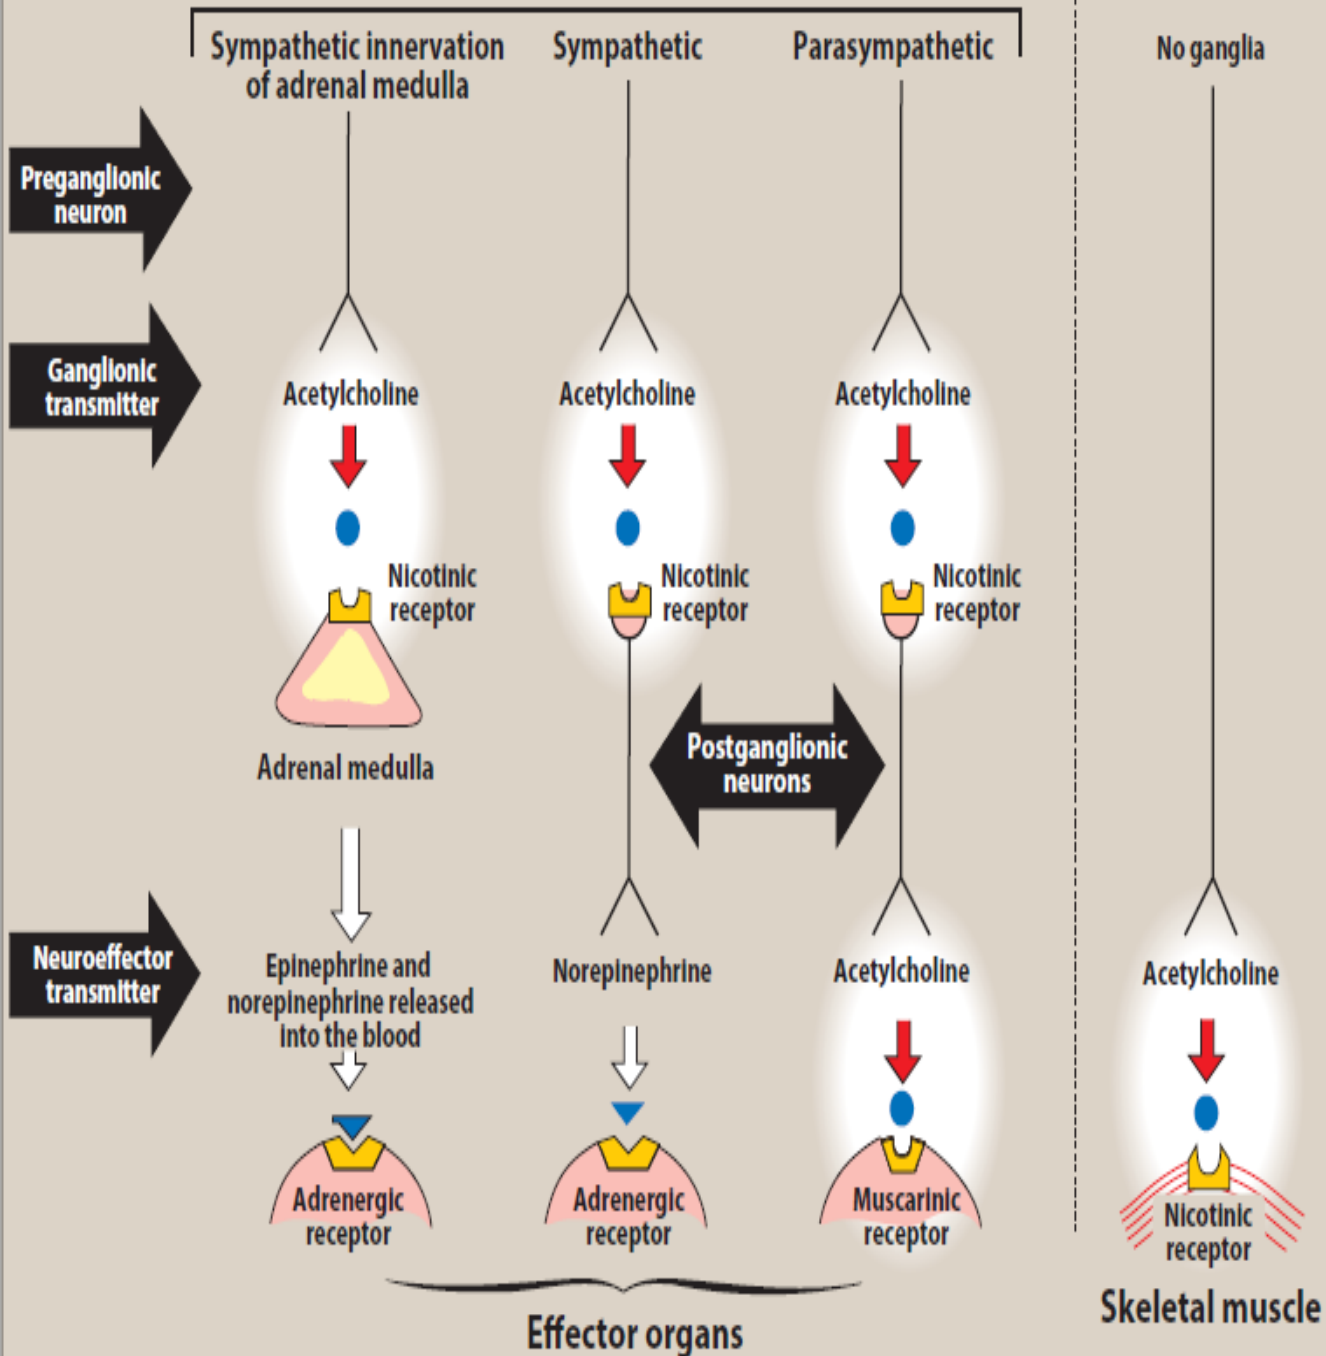 Sympathetic innervation
of adrenal medulla
Sympathetic
Parasympathetic
No ganglia
Preganglionic
neuron
Ganglionic
transmitter
Acetylcholine
Acetylcholine
Acetylcholine
Nicotinic
receptor
Nicotinic
receptor
Nicotinic
receptor
Adrenal medulla
Postganglionic
neurons
Neuroeffector
transmitter
Epinephrine and
norepinephrine released
into the blood
Norepinephrine
Acetylcholine
Acetylcholine
Adrenergic
receptor
Adrenergic
receptor
Muscarinic
receptor
Nicotinic
receptor
Effector organs
Skeletal muscle